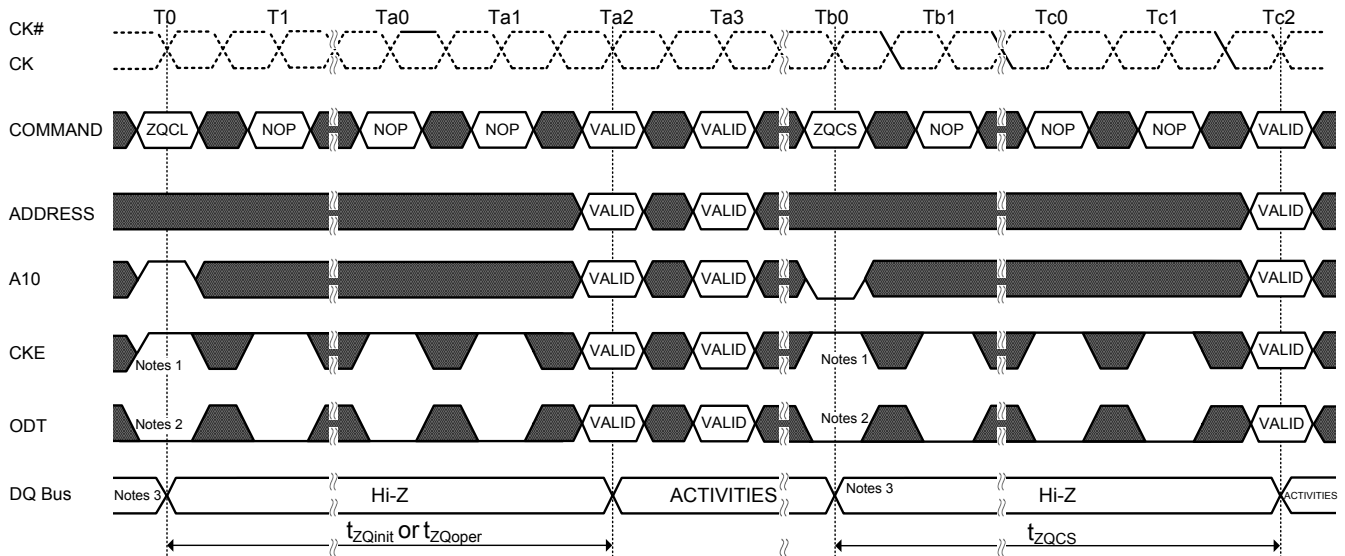 T0 T1 Ta0 Ta1 Ta2 Ta3 Tb0 Tb1 Tc0 Tc1 Tc2
CK#
CK
COMMAND ZQCL NOP NOP NOP VALID VALID ZQCS NOP NOP NOP VALID
ADDRESS VALID VALID VALID
A10 VALID VALID VALID
CKE Notes 1 VALID VALID Notes 1 VALID
ODT Notes 2 VALID VALID Notes 2 VALID
DQ Bus Notes 3 Hi-Z ACTIVITIES Notes 3 Hi-Z ACTIVITIES
tZQinit or tZQoper tZQCS